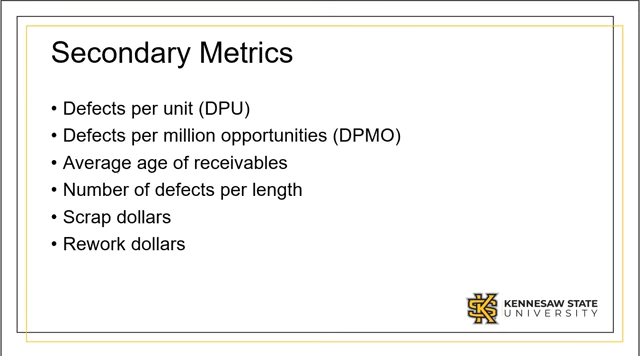 Secondary Metrics
• Defects per unit (DPU)
• Defects per million opportunities (DPMO)
• Average age of receivables
• Number of defects per length
• Scrap dollars
• Rework dollars
KENNESAW STATE
UNIVERSITY